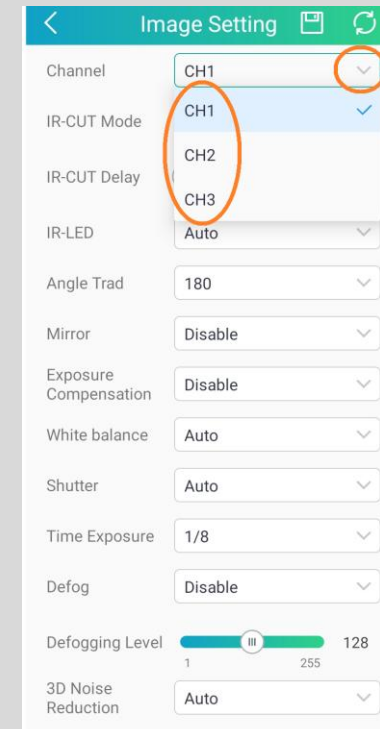 Image Setting
Channel CH1
CH1
IR-CUT Mode
CH2
IR-CUT Delay
CH3
IR-LED Auto
Angle Trad 180
Mirror Disable
Exposure
Compensation Disable
White balance Auto
Shutter Auto
Time Exposure 1/8
Defog Disable
Defogging Level 128
1 255
3D Noise
Reduction Auto